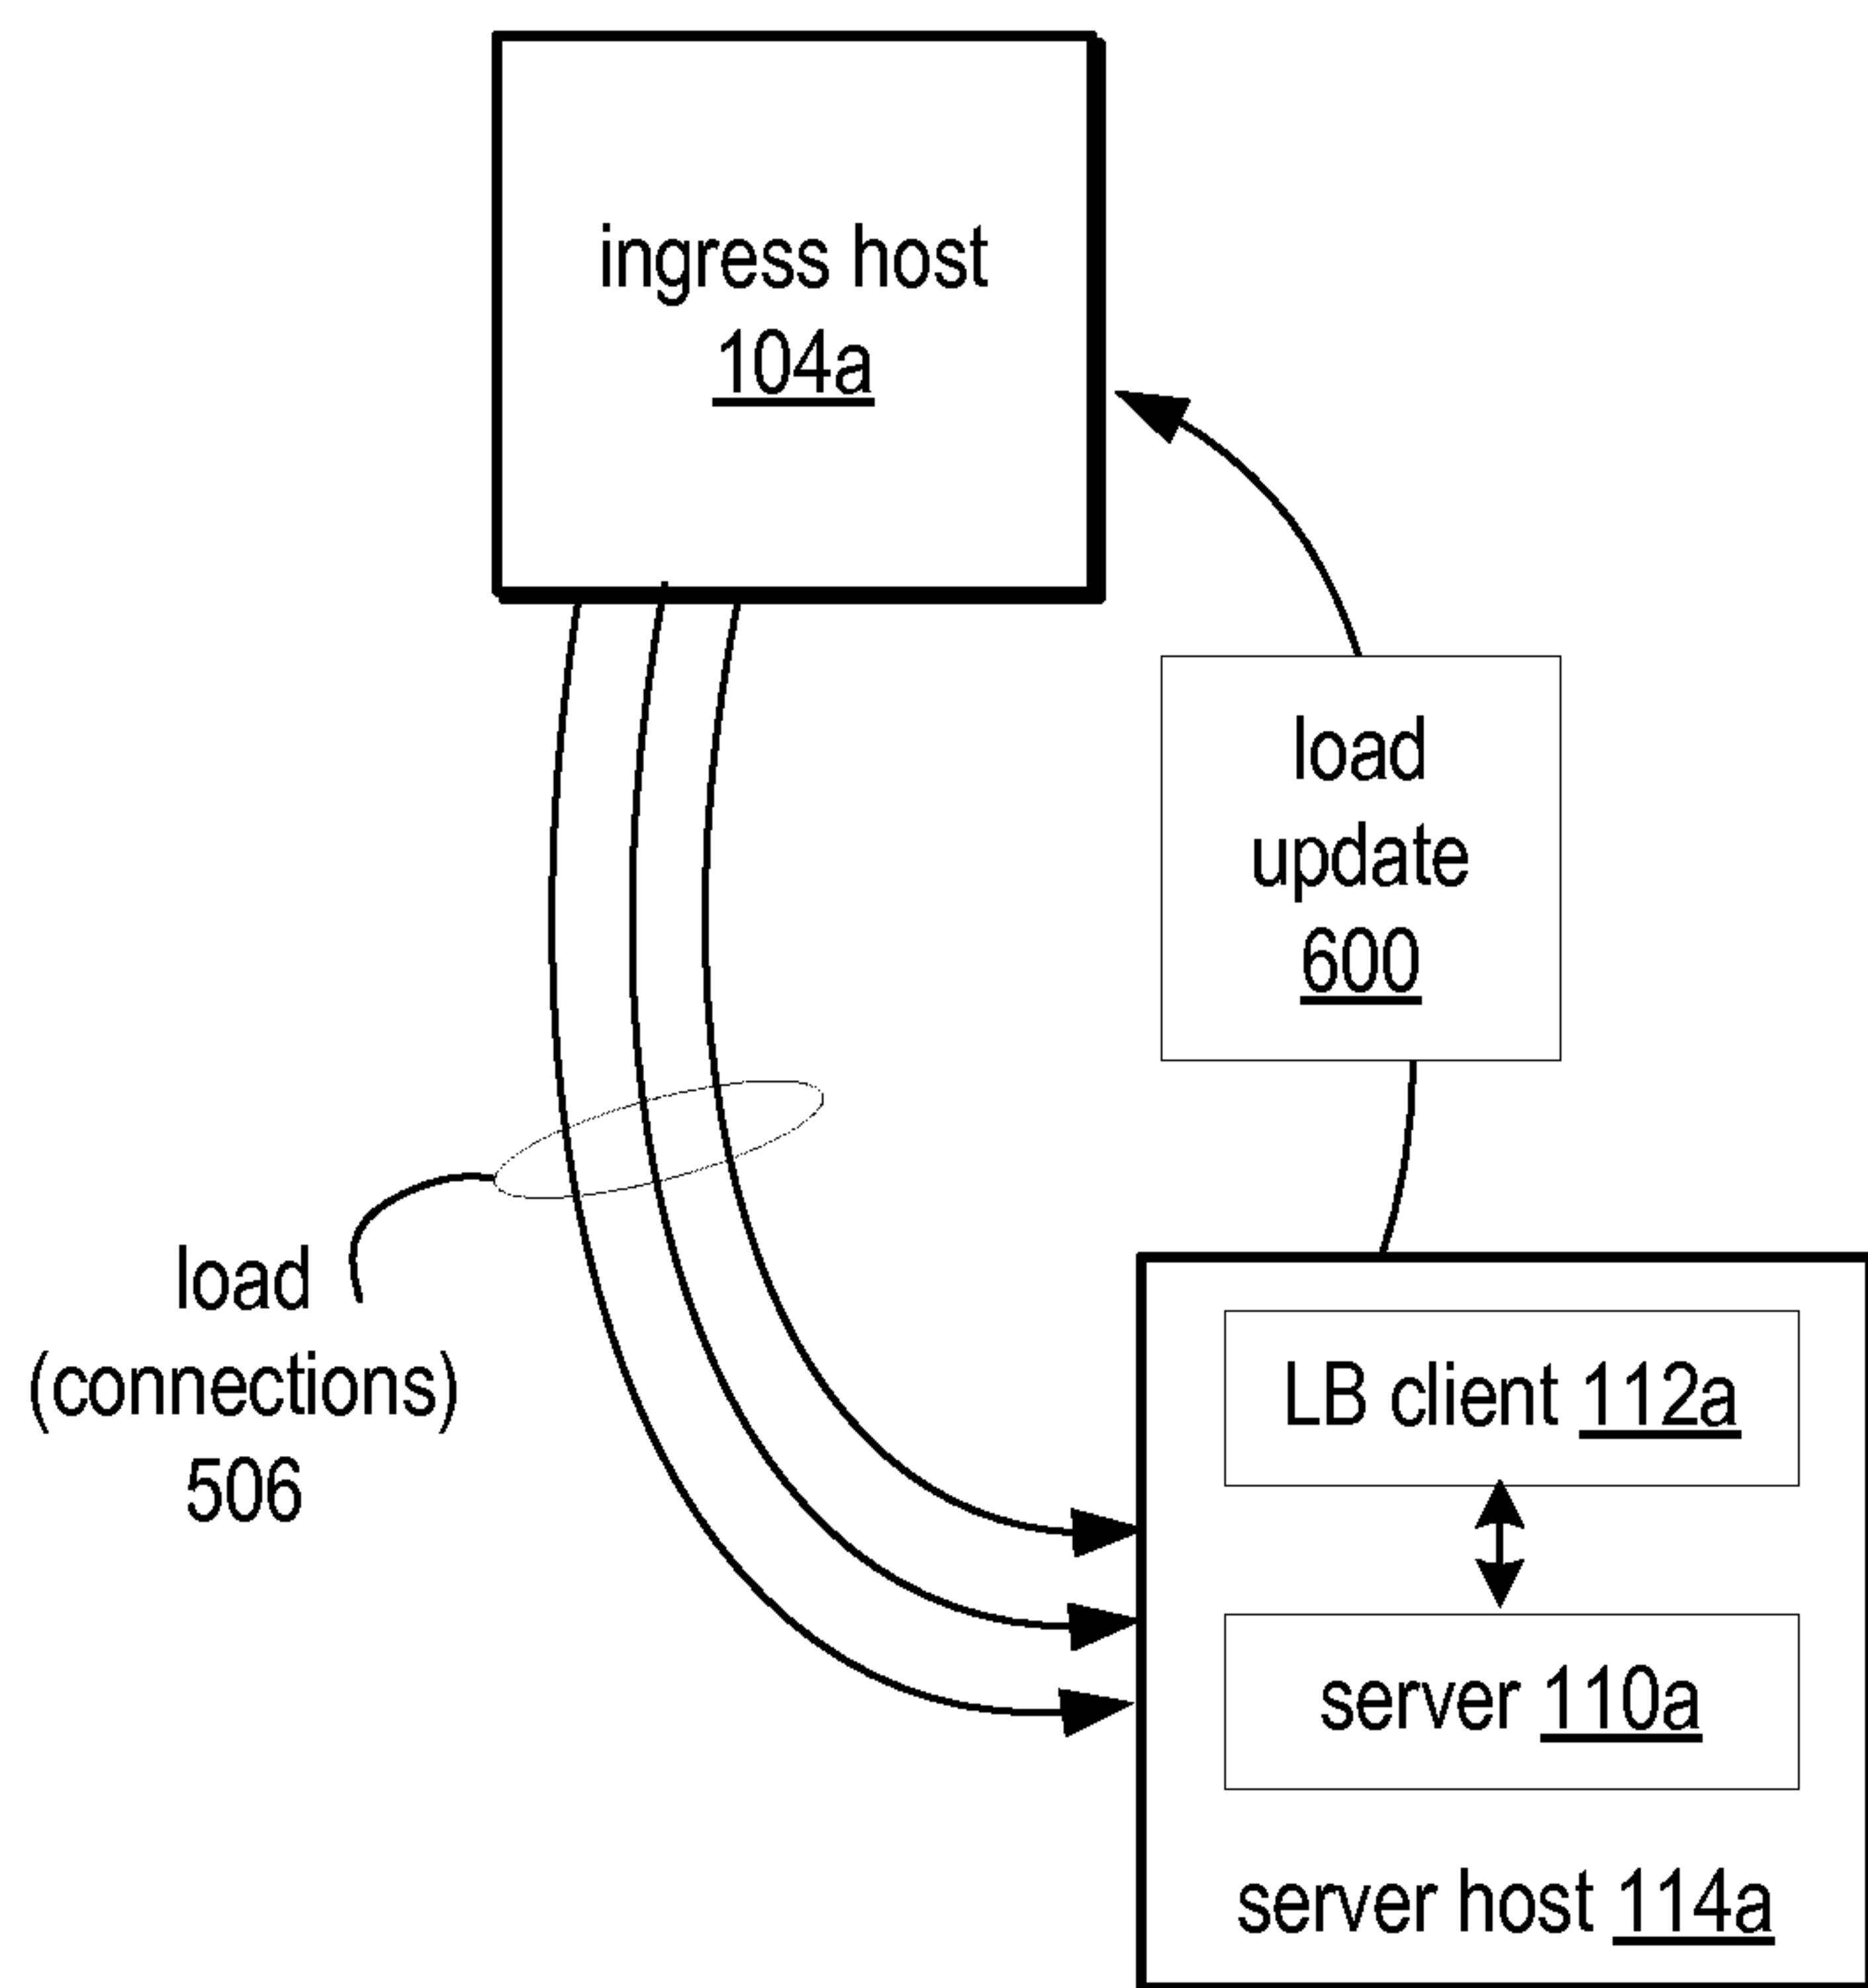 ingress host
104a
load
update
600
load
(connections)
506
LB client 112a
server 110a
server host 114a